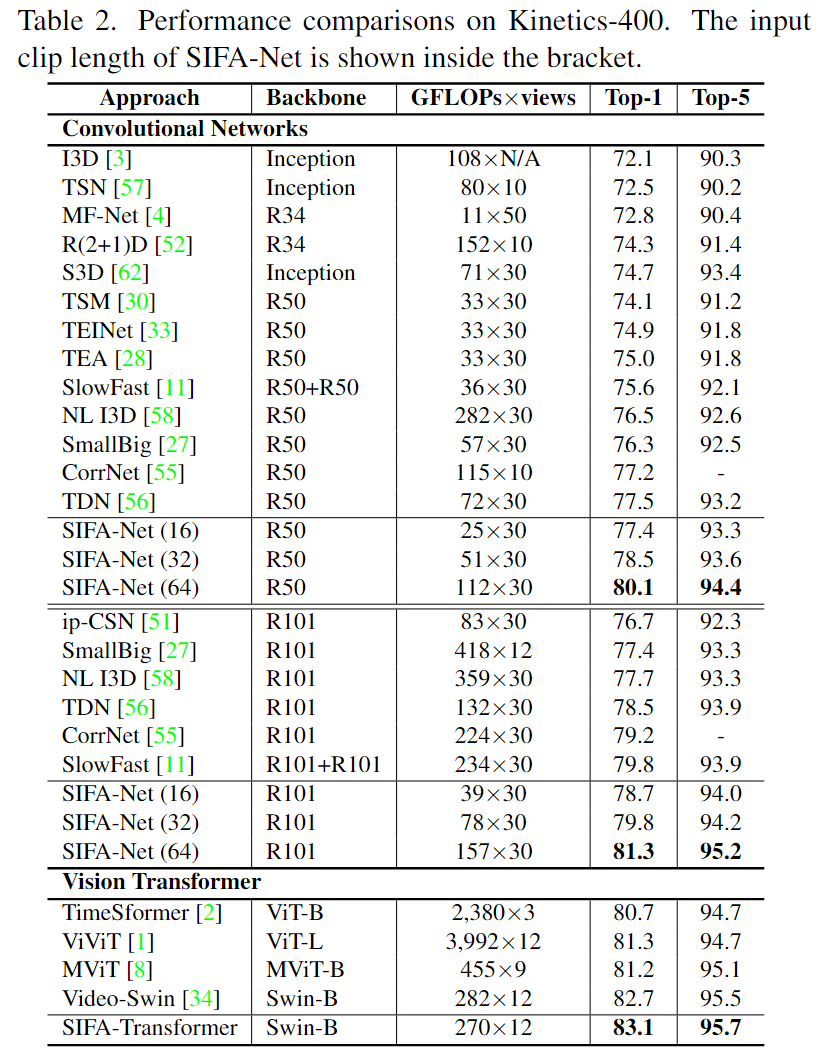 Table 2. Performance comparisons on Kinetics-400. The input
clip length of SIFA-Net is shown inside the bracket.
Approach Backbone GFLOPs×views Top-1 Top-5
Convolutional Networks
I3D [3] Inception 108×N/A 72.1 90.3
TSN [57] Inception 80×10 72.5 90.2
MF-Net [4] R34 11×50 72.8 90.4
R(2+1)D [52] R34 152×10 74.3 91.4
S3D [62] Inception 71×30 74.7 93.4
TSM [30] R50 33×30 74.1 91.2
TEINet [33] R50 33×30 74.9 91.8
TEA [28] R50 33×30 75.0 91.8
SlowFast [11] R50+R50 36×30 75.6 92.1
NL I3D [58] R50 282×30 76.5 92.6
SmallBig [27] R50 57×30 76.3 92.5
CorrNet [55] R50 115×10 77.2 -
TDN [56] R50 72×30 77.5 93.2
SIFA-Net (16) R50 25×30 77.4 93.3
SIFA-Net (32) R50 51×30 78.5 93.6
SIFA-Net (64) R50 112×30 80.1 94.4
ip-CSN [51] R101 83×30 76.7 92.3
SmallBig [27] R101 418×12 77.4 93.3
NL I3D [58] R101 359×30 77.7 93.3
TDN [56] R101 132×30 78.5 93.9
CorrNet [55] R101 224×30 79.2 -
SlowFast [11] R101+R101 234×30 79.8 93.9
SIFA-Net (16) R101 39×30 78.7 94.0
SIFA-Net (32) R101 78×30 79.8 94.2
SIFA-Net (64) R101 157×30 81.3 95.2
Vision Transformer
TimeSformer [2] ViT-B 2,380×3 80.7 94.7
ViViT [1] ViT-L 3,992×12 81.3 94.7
MViT [8] MViT-B 455×9 81.2 95.1
Video-Swin [34] Swin-B 282×12 82.7 95.5
SIFA-Transformer Swin-B 270×12 83.1 95.7